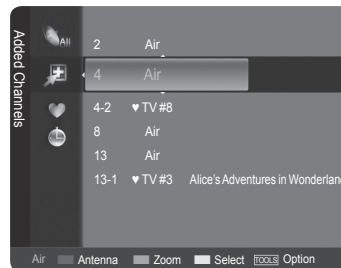 Added Channels
All
2 Air
4 Air
4-2 ♥ TV #8
8 Air
13 Air
13-1 ♥ TV #3 Alice's Adventures in Wonderlan
Air Antenna Zoom Select TOOLS Option